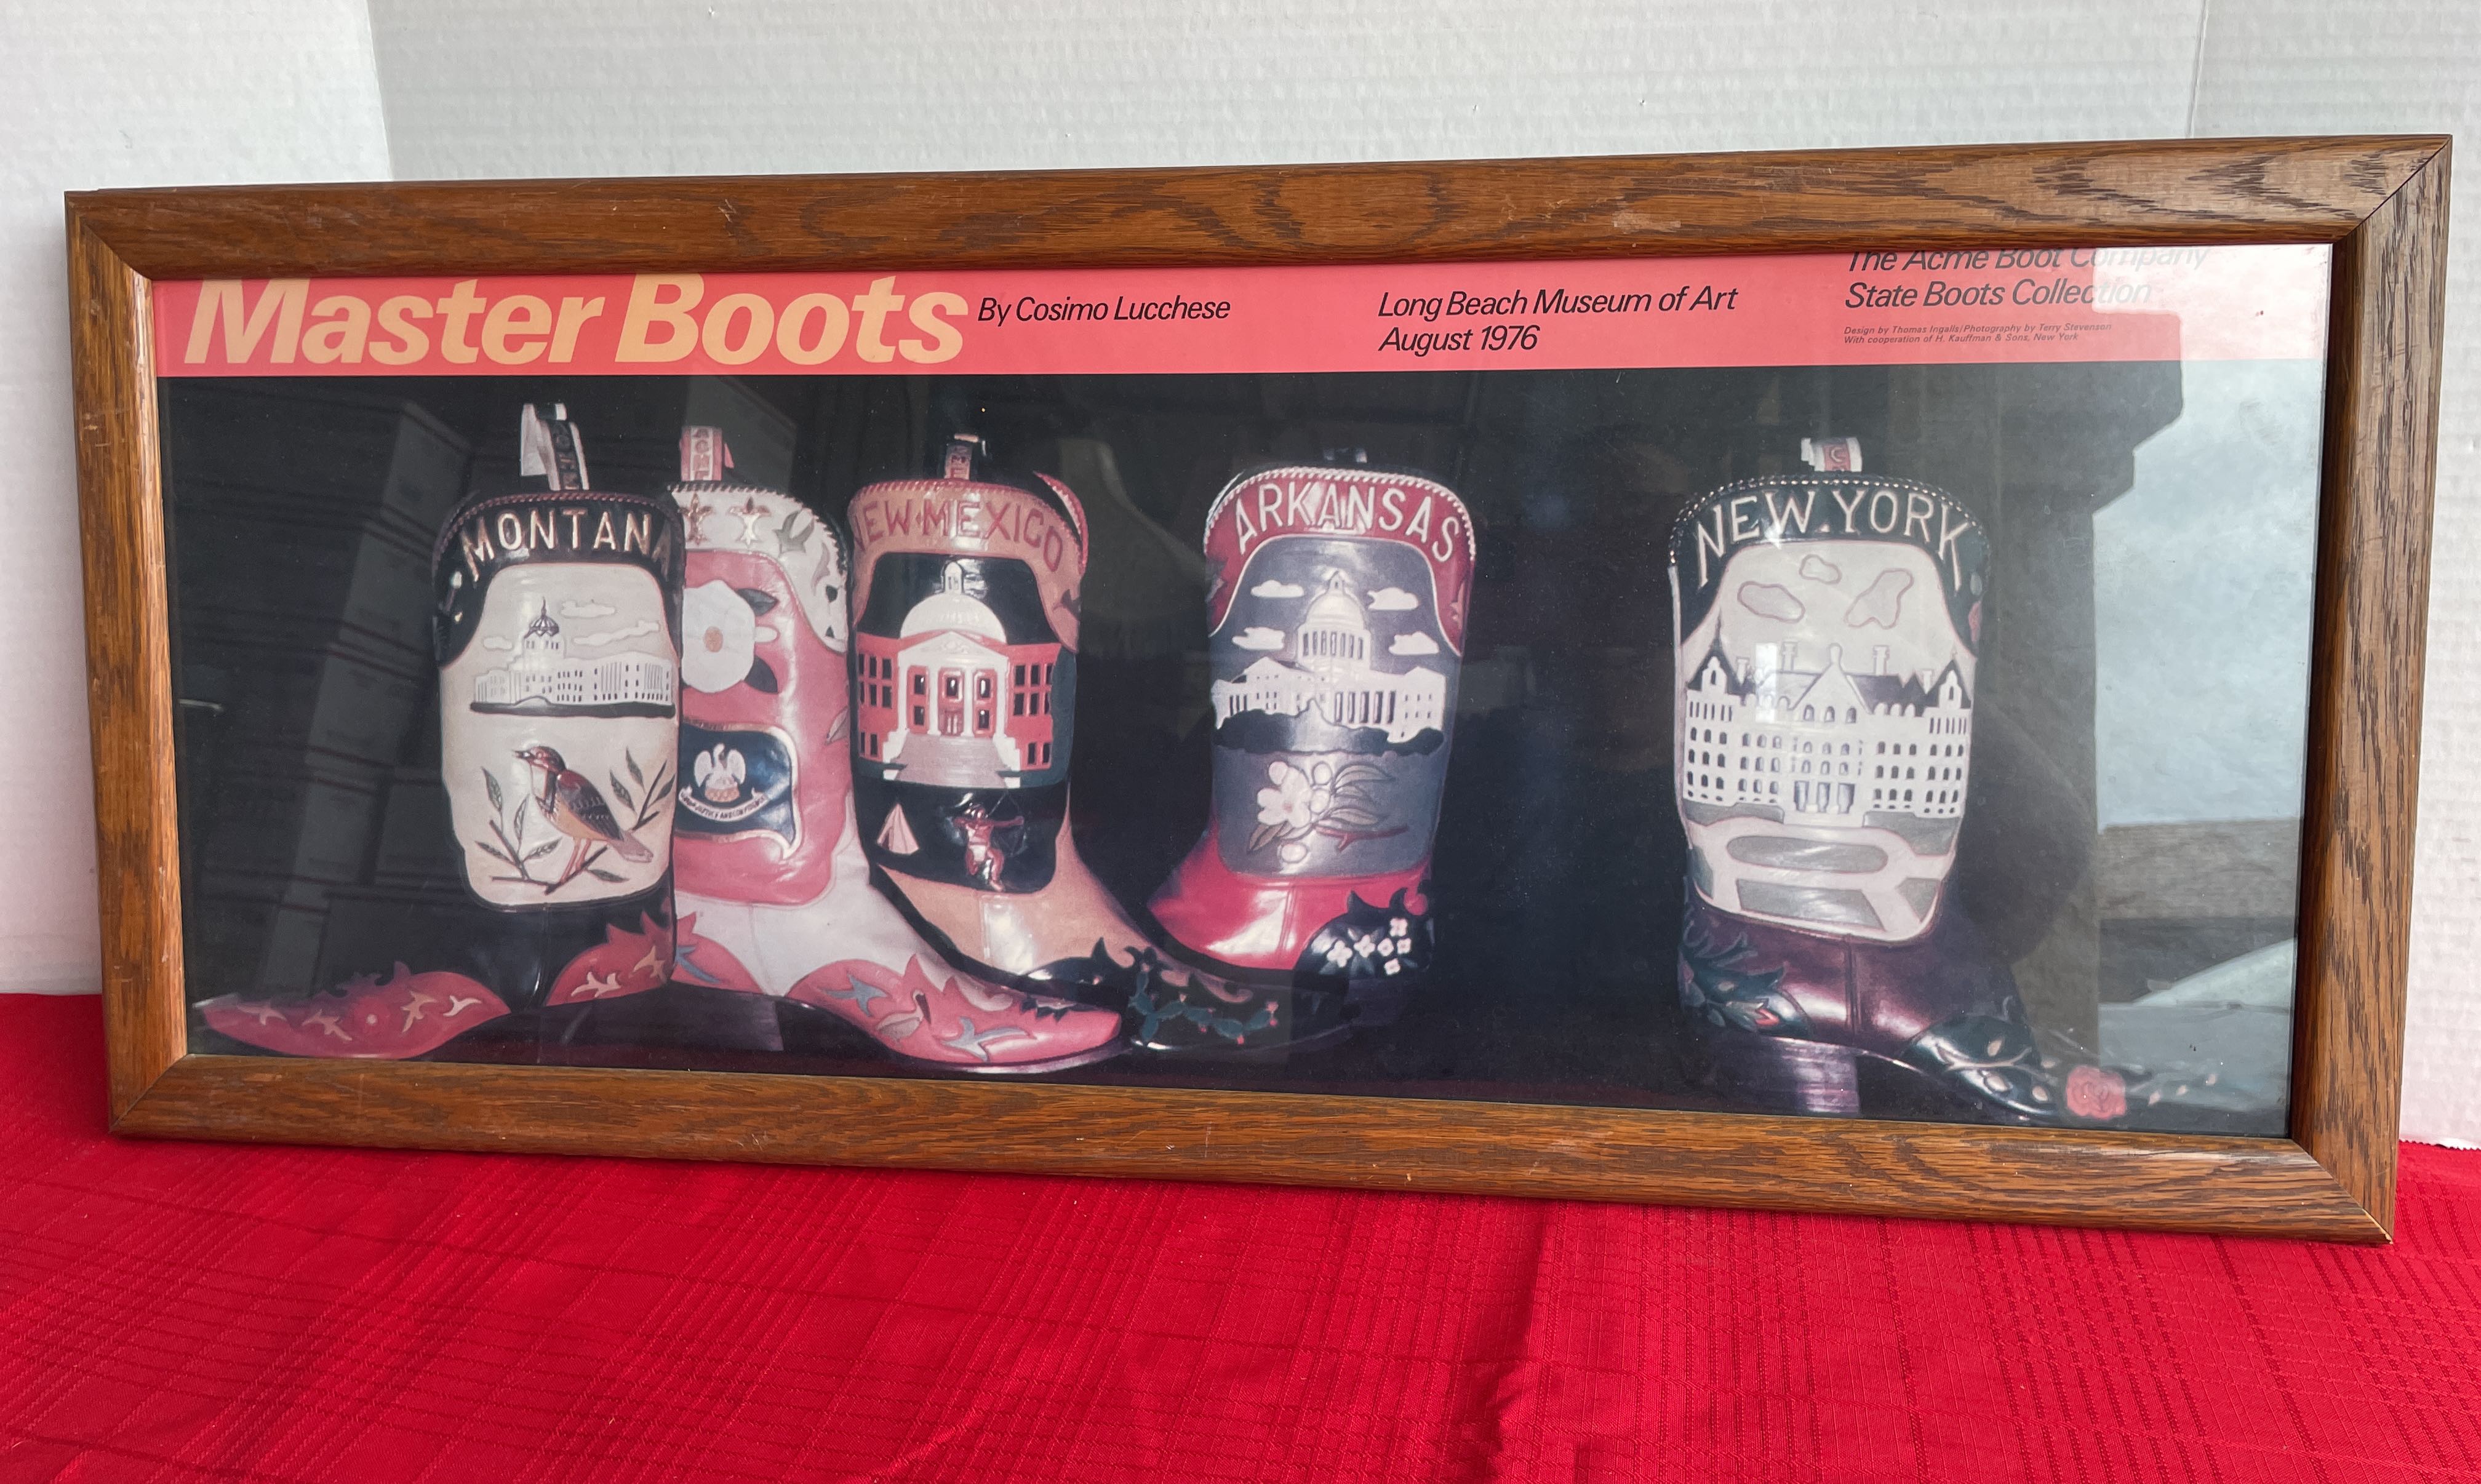 Master Boots By Cosimo Lucchese
Long Beach Museum of Art
August 1976
The Acme Boot Company
State Boots Collection
Design by Thomas Ingalls/Photography by Terry Stevenson
With cooperation of H. Kauffman & Sons, New York
MONTANA
EW·MEXICO
ARKANSAS
NEW.YORK